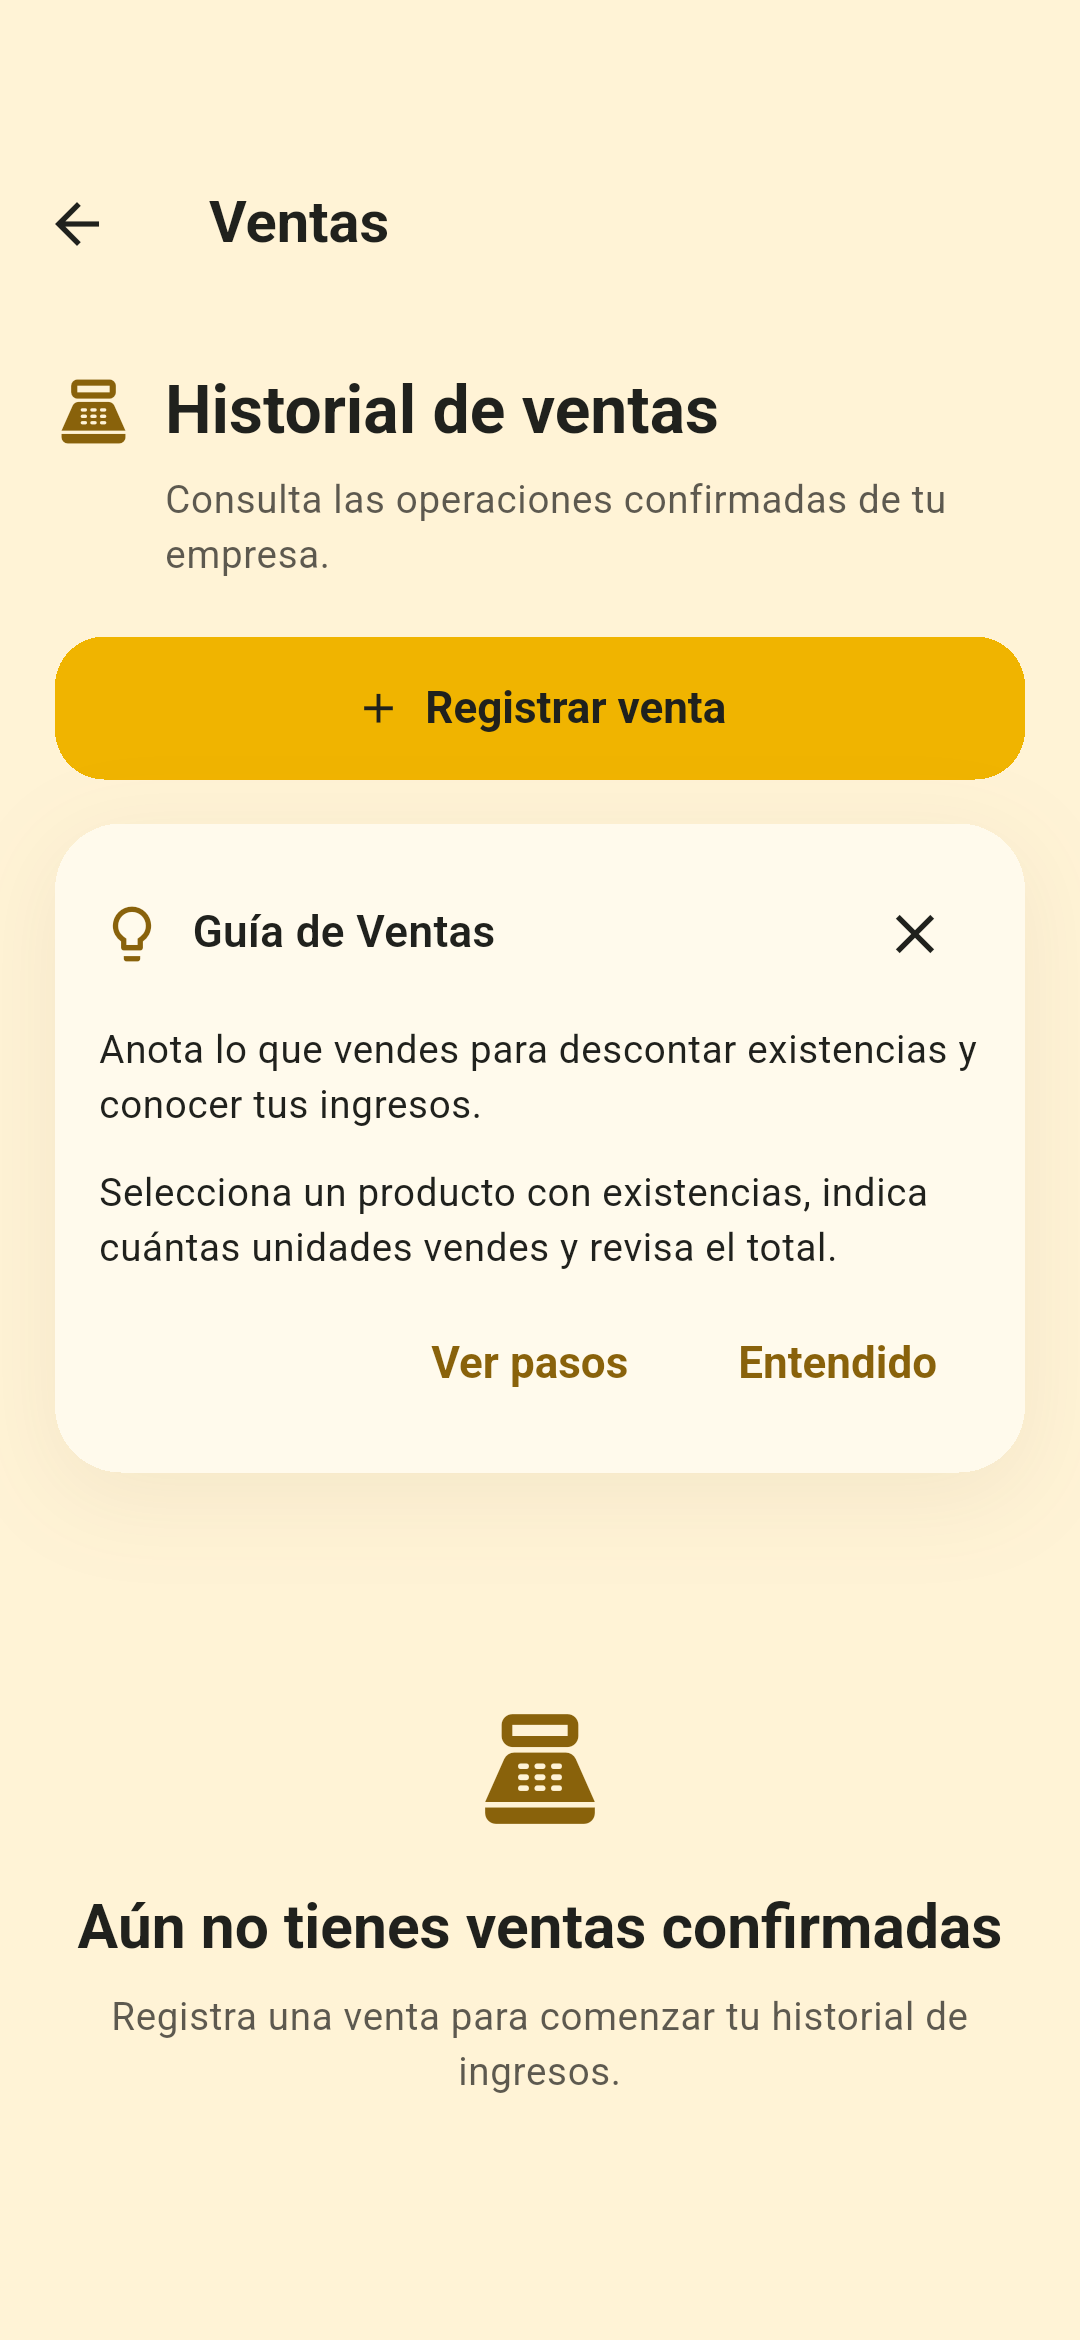 Ventas
Historial de ventas
Consulta las operaciones confirmadas de tu
empresa.
+ Registrar venta
Guía de Ventas
Anota lo que vendes para descontar existencias y
conocer tus ingresos.
Selecciona un producto con existencias, indica
cuántas unidades vendes y revisa el total.
Ver pasos Entendido
Aún no tienes ventas confirmadas
Registra una venta para comenzar tu historial de
ingresos.